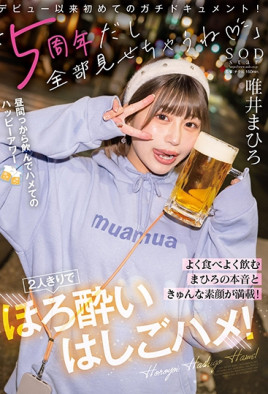 デビュー以来初めてのガチドキュメント!
5周年だし
全部見せちゃうね♡
SOD
唯井まひろ
昼間っから飲んでハメての
ハッピーアワー
muamua
よく食べよく飲む
まひろの本音と
きゅんな素顔が満載!
2人きりで
ほろ酔い
はしごハメ!
Horoyoi Hashigo Hame!